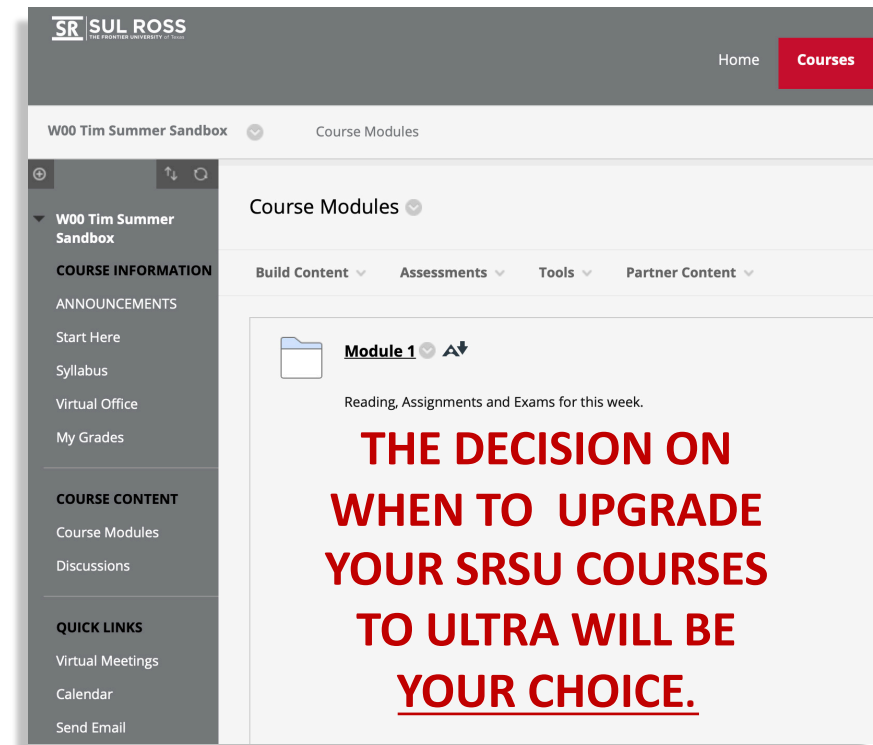 SR SUL ROSS
THE FRONTIER UNIVERSITY of Texas
Home Courses
W00 Tim Summer Sandbox Course Modules
W00 Tim Summer
Sandbox
COURSE INFORMATION
ANNOUNCEMENTS
Start Here
Syllabus
Virtual Office
My Grades
COURSE CONTENT
Course Modules
Discussions
QUICK LINKS
Virtual Meetings
Calendar
Send Email
Course Modules
Build Content Assessments Tools Partner Content
Module 1 A
Reading, Assignments and Exams for this week.
THE DECISION ON
WHEN TO UPGRADE
YOUR SRSU COURSES
TO ULTRA WILL BE
YOUR CHOICE.